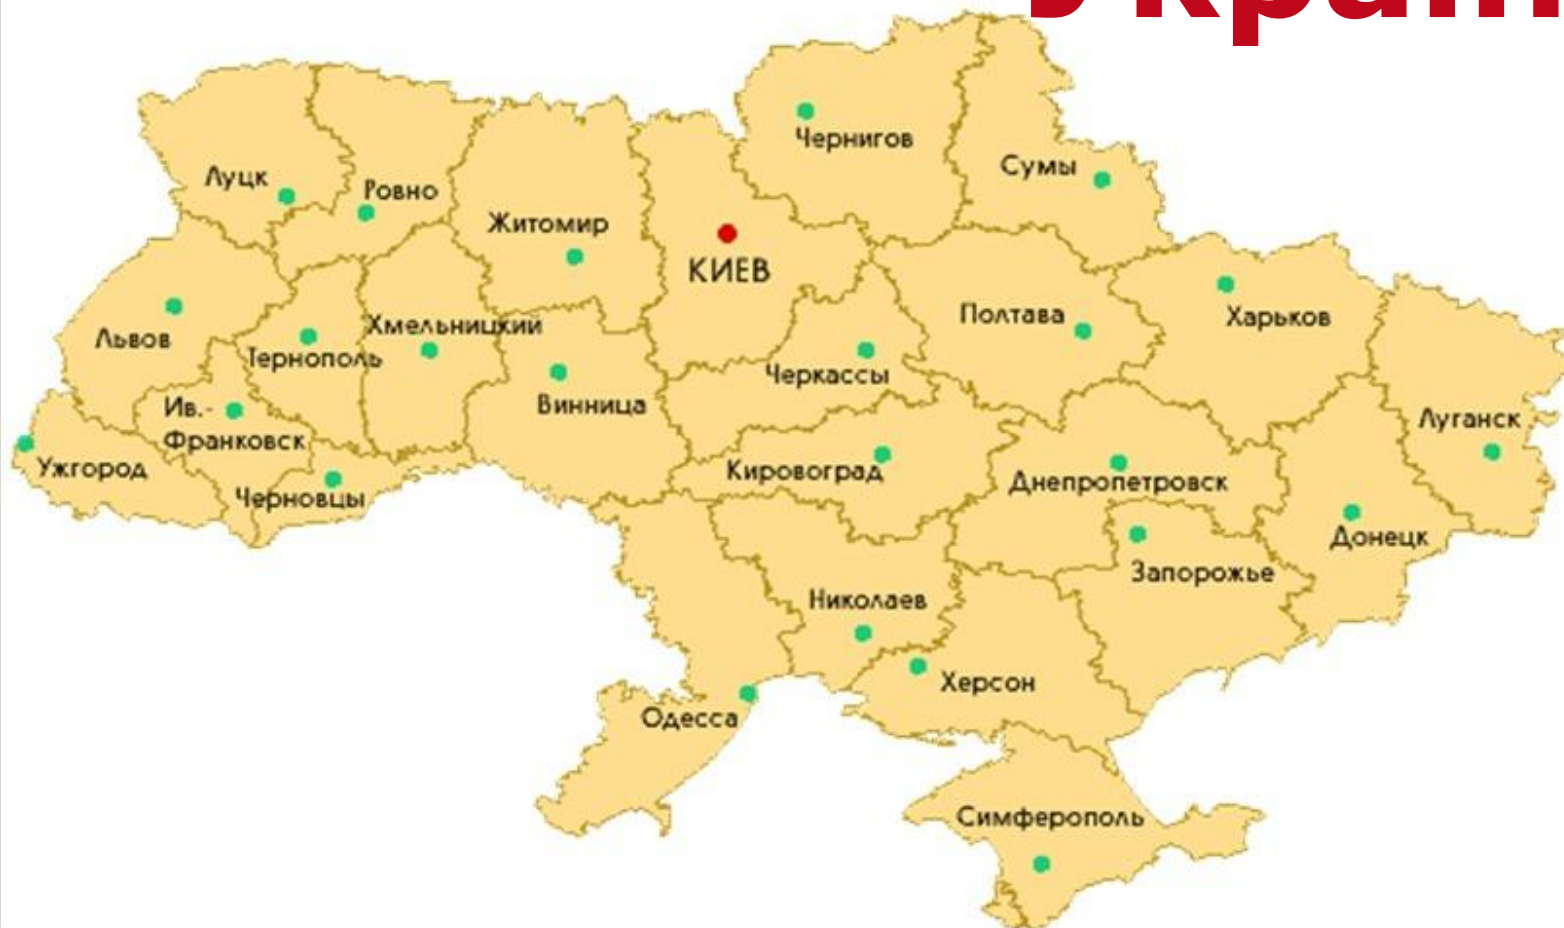 Чернигов
Сумы
Луцк
Ровно
Житомир
КИЕВ
Полтава
Харьков
Львов
Хмельницкий
Тернополь
Черкассы
Винница
Ив.-
Франковск
Луганск
Ужгород
Кировоград
Днепропетровск
Черновцы
Донецк
Запорожье
Николаев
Херсон
Одесса
Симферополь